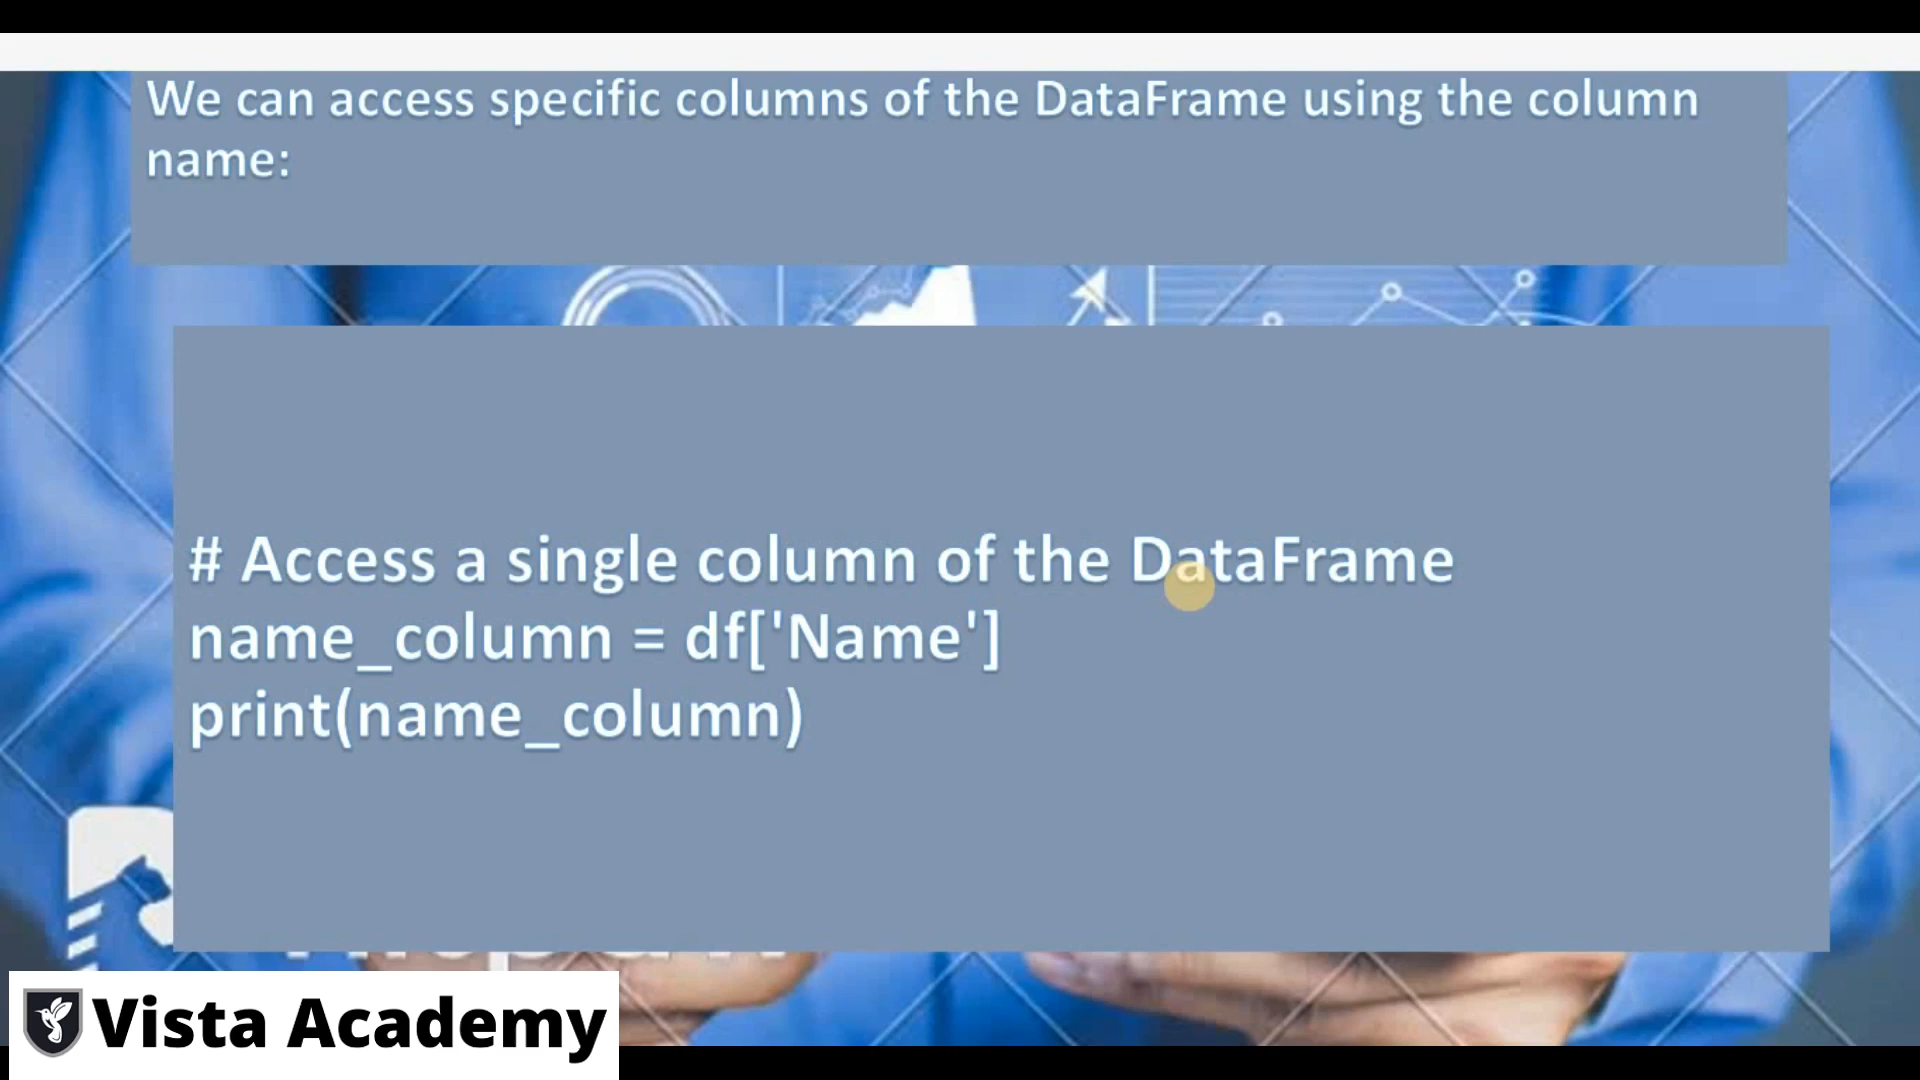 We can access specific columns of the DataFrame using the column
name:
# Access a single column of the DataFrame
name_column = df['Name']
print(name_column)
Vista Academy